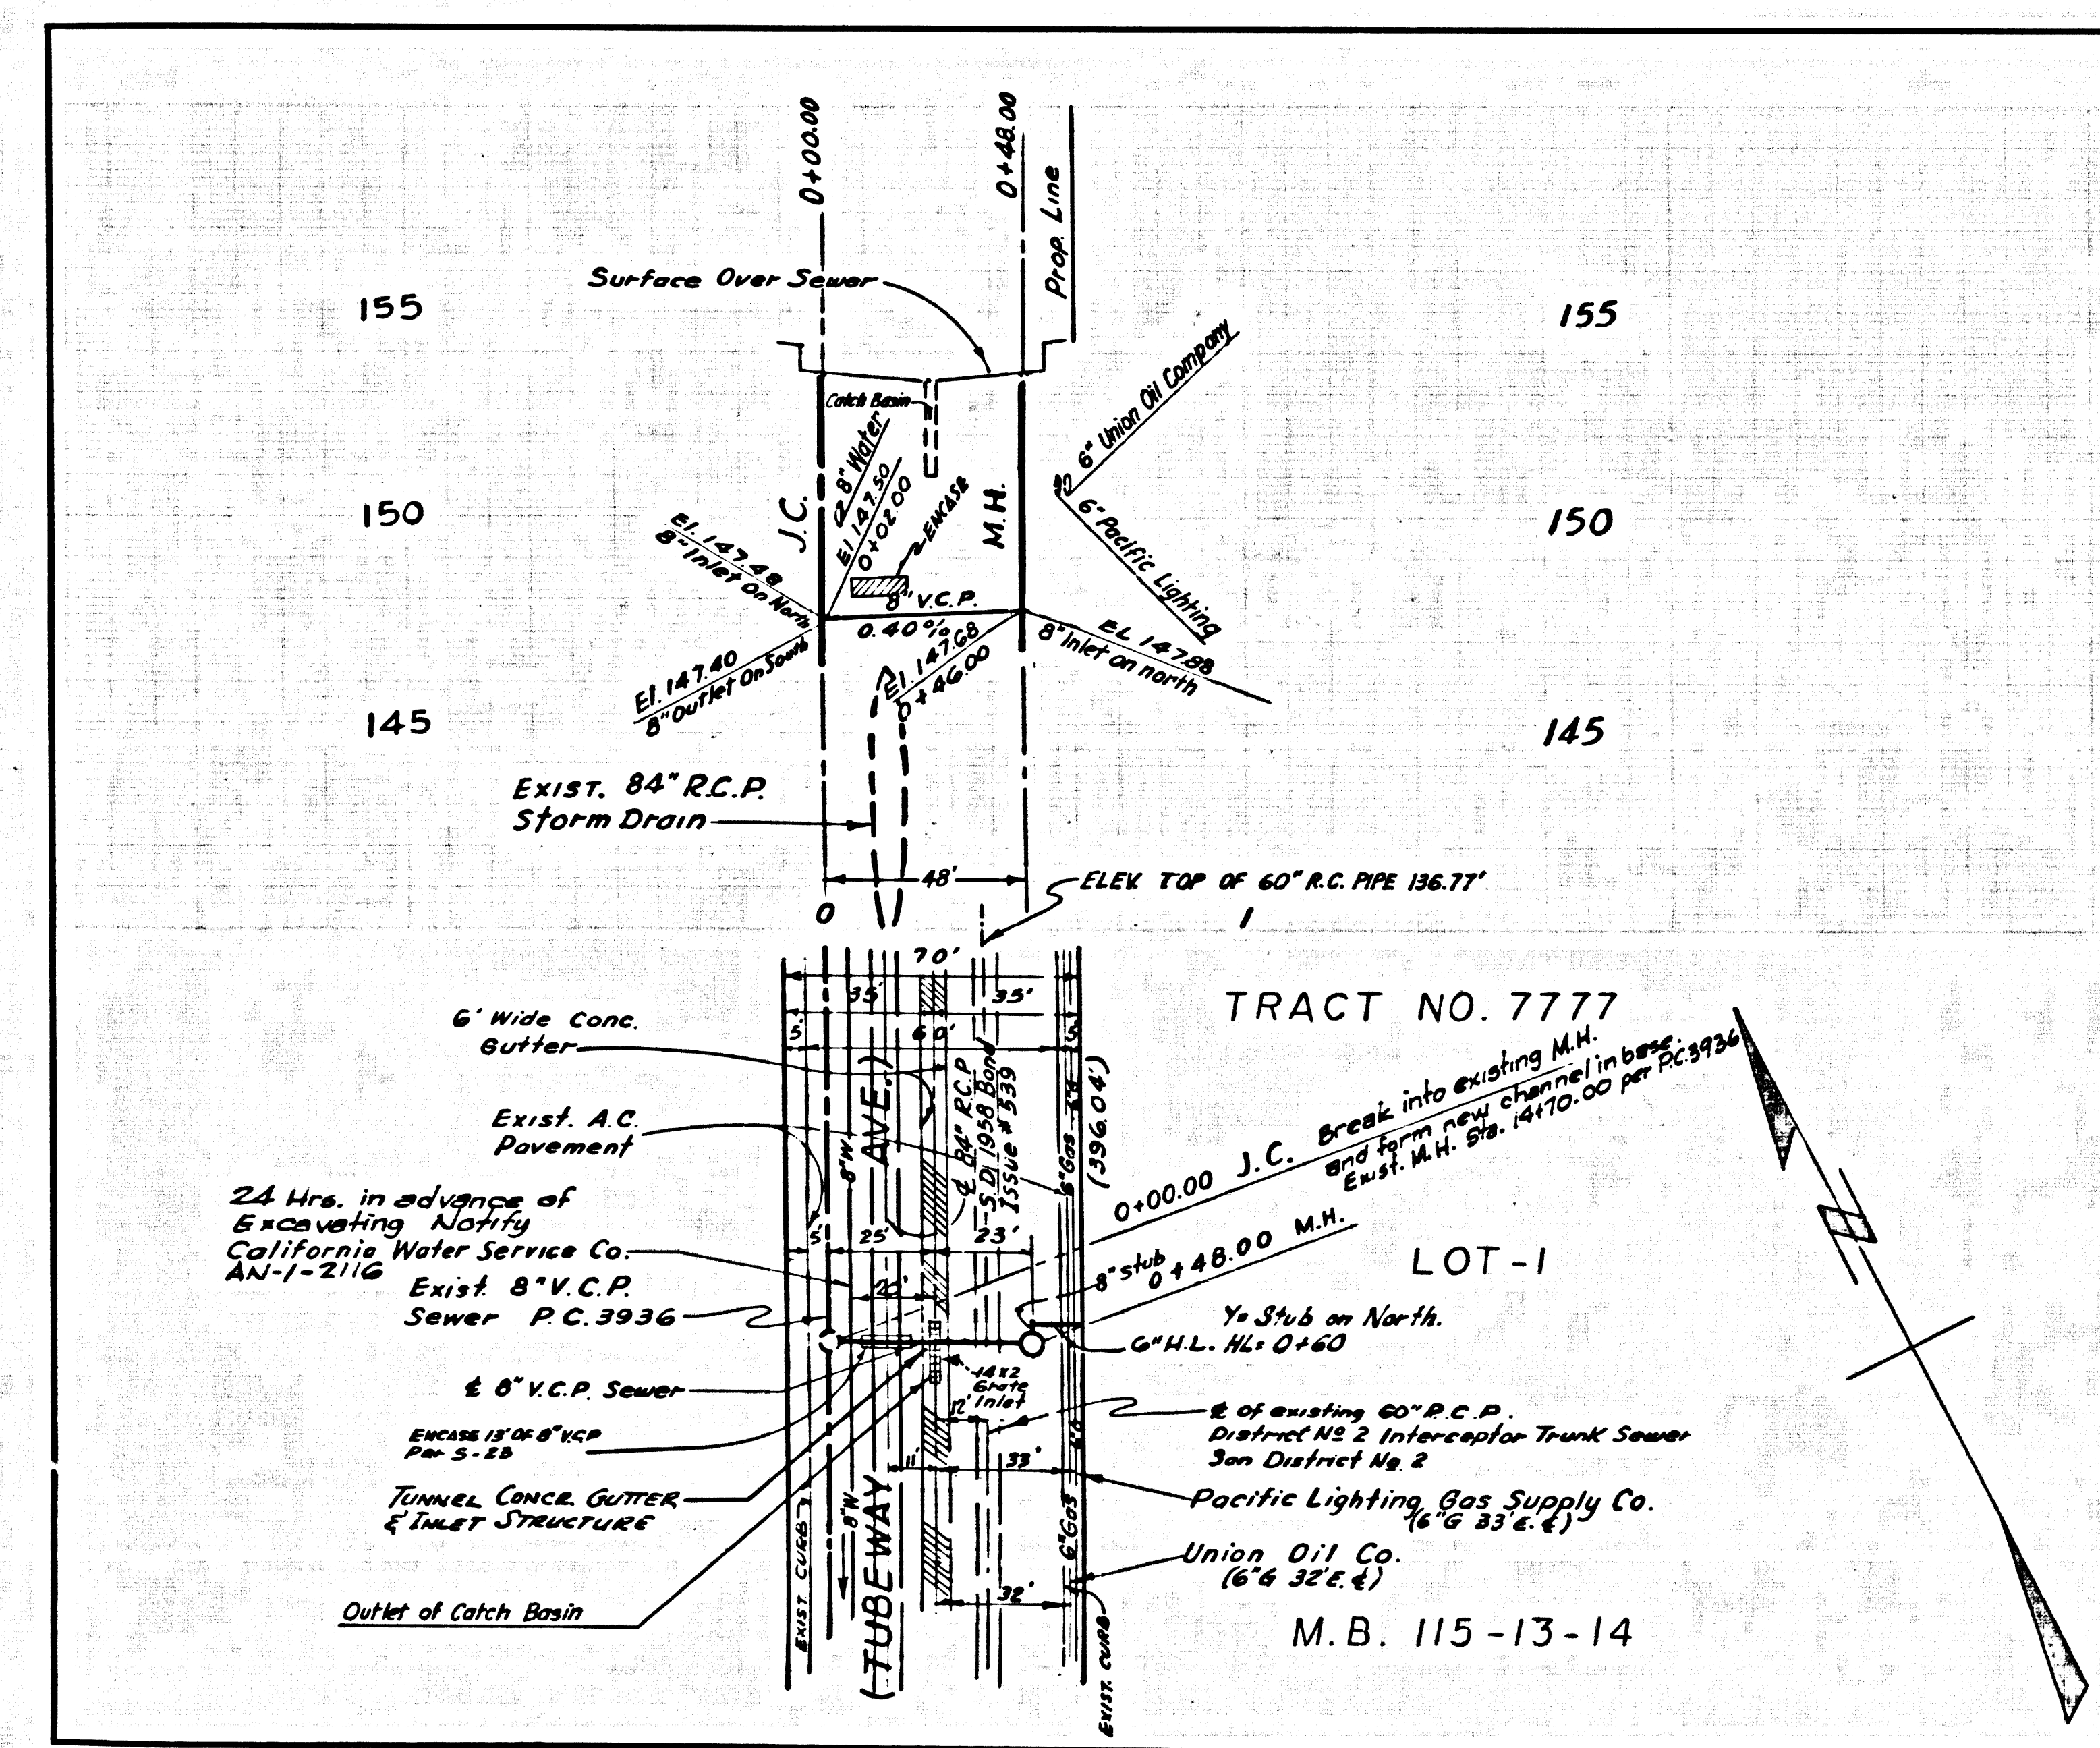 0+00.00
0+48.00
Prop. Line
Surface Over Sewer
155
155
Catch Basin
8" Water
El. 147.50
0+02.00
ENCASE
6" Union Oil Company
6" Pacific Lighting
J.C.
M.H.
150
150
El. 147.48
8" Inlet On North
8" V.C.P.
0.40%
El. 147.68
0+46.00
EL 147.88
8" Inlet on north
El. 147.40
8" Outlet On South
145
145
Exist. 84" R.C.P.
Storm Drain
48'
ELEV. TOP OF 60" R.C. PIPE 136.77'
0
1
70'
35'
35'
5'
60'
5'
6' Wide Conc.
Gutter
TRACT NO. 7777
Exist. A.C.
Pavement
8"W
AVE.)
₵ 84" R.C.P
S.D. 1958 Bond
Issue # 539
6"Gas
(396.04')
0+00.00 J.C.
Break into existing M.H.
and form new channel in base.
Exist. M.H. Sta. 14+70.00 per P.C.3936
24 Hrs. in advance of
Excavating Notify
California Water Service Co.
AN-1-2116
5'
25'
23'
20'
8" stub
0+48.00 M.H.
LOT-1
Exist. 8" V.C.P.
Sewer P.C. 3936
Y= Stub on North.
6" H.L. HL= 0+60
₵ 8" V.C.P. Sewer
14x2
Grate
Inlet
12'
ENCASE 13' OF 8" V.C.P
Per S-23
₵ of existing 60" R.C.P.
District Nº 2 Interceptor Trunk Sewer
San District No. 2
11'
33'
TUNNEL CONCR. GUTTER
& INLET STRUCTURE
Pacific Lighting Gas Supply Co.
(6"G 33'E. ₵)
EXIST. CURB
8"W
(TUBEWAY
6"Gas
Union Oil Co.
(6"G 32'E. ₵)
32'
Outlet of Catch Basin
EXIST. CURB
M.B. 115-13-14
N